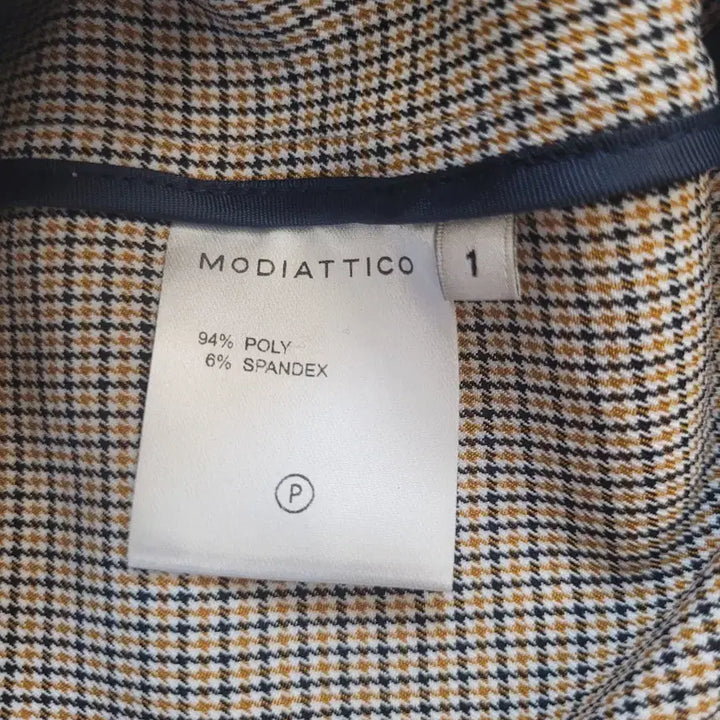 MODIATTICO
1
94% POLY
6% SPANDEX
P